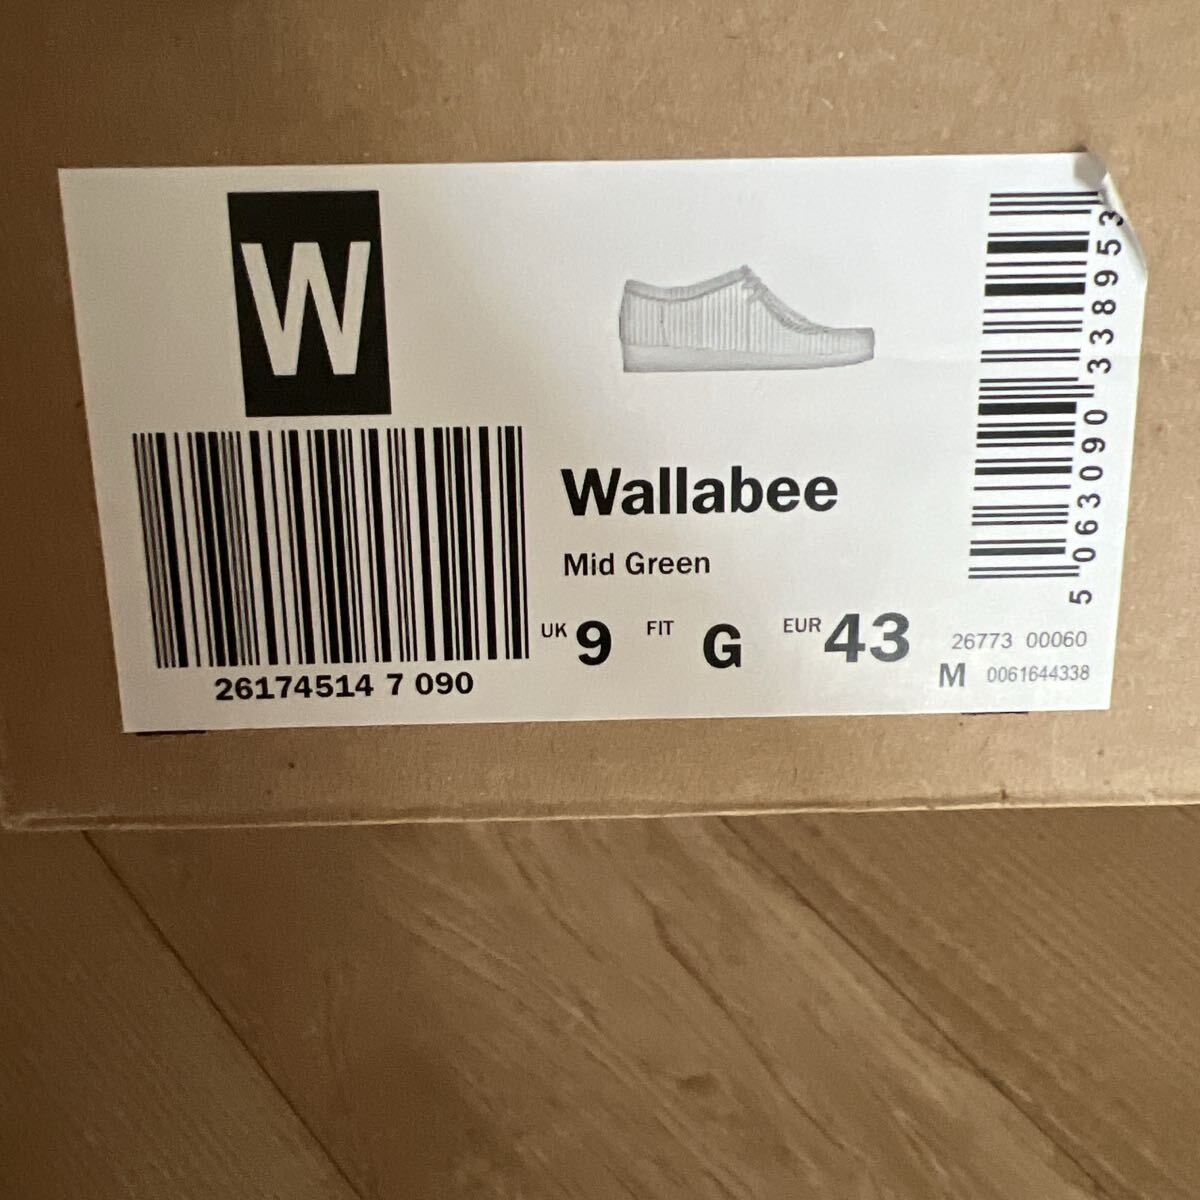 W
Wallabee
Mid Green
UK 9 FIT G EUR 43
26174514 7 090
26773 00060
M 0061644338
5 063090 338953